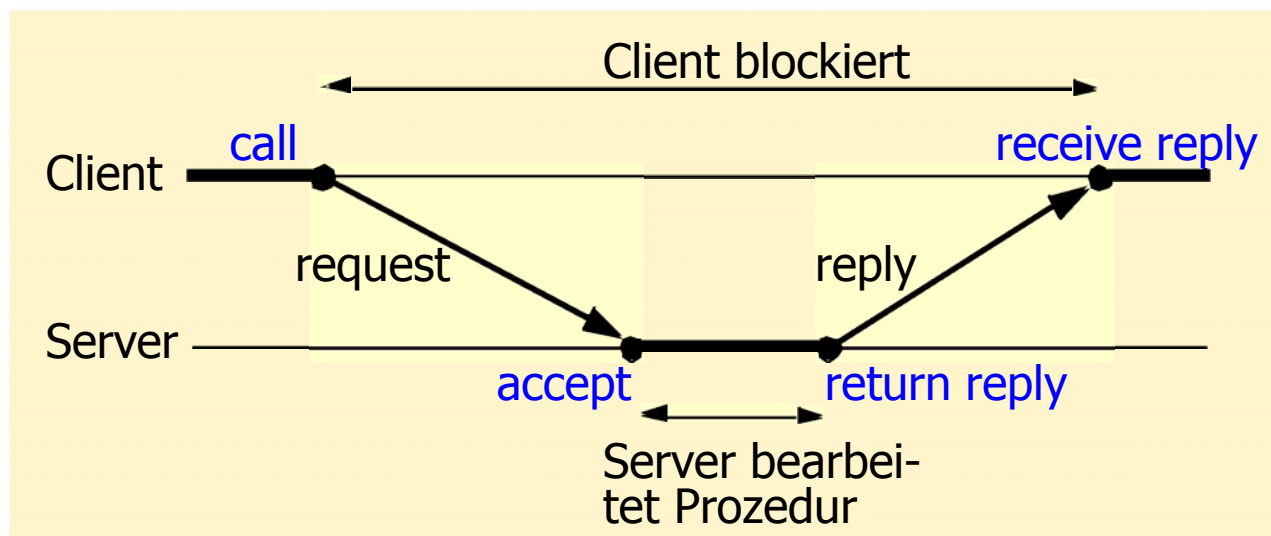 Client blockiert
call
receive reply
Client
request
reply
Server
accept
return reply
Server bearbei-
tet Prozedur